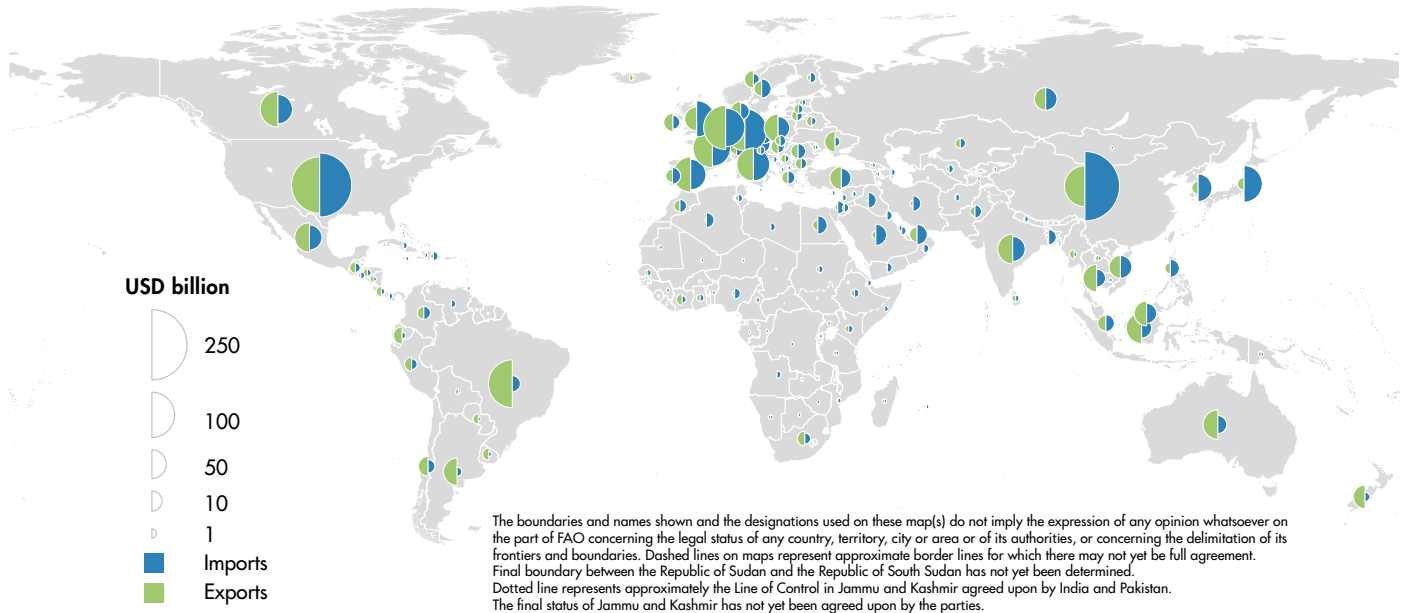 USD billion
250
100
50
10
1
Imports
Exports
The boundaries and names shown and the designations used on these map(s) do not imply the expression of any opinion whatsoever on
the part of FAO concerning the legal status of any country, territory, city or area or of its authorities, or concerning the delimitation of its
frontiers and boundaries. Dashed lines on maps represent approximate border lines for which there may not yet be full agreement.
Final boundary between the Republic of Sudan and the Republic of South Sudan has not yet been determined.
Dotted line represents approximately the Line of Control in Jammu and Kashmir agreed upon by India and Pakistan.
The final status of Jammu and Kashmir has not yet been agreed upon by the parties.